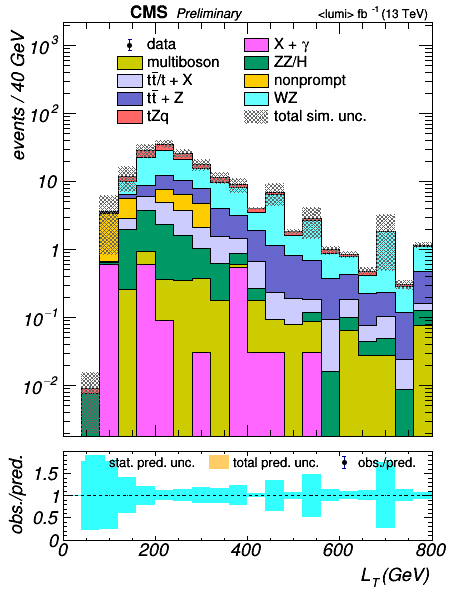 CMS Preliminary <lumi> fb⁻¹ (13 TeV)
events / 40 GeV
10³
10²
10
1
10⁻¹
10⁻²
data
multiboson
tt̄/t + X
tt̄ + Z
tZq
X + γ
ZZ/H
nonprompt
WZ
total sim. unc.
obs./pred.
1.5
1
0.5
0
stat. pred. unc. total pred. unc. obs./pred.
0 200 400 600 800
L_T(GeV)